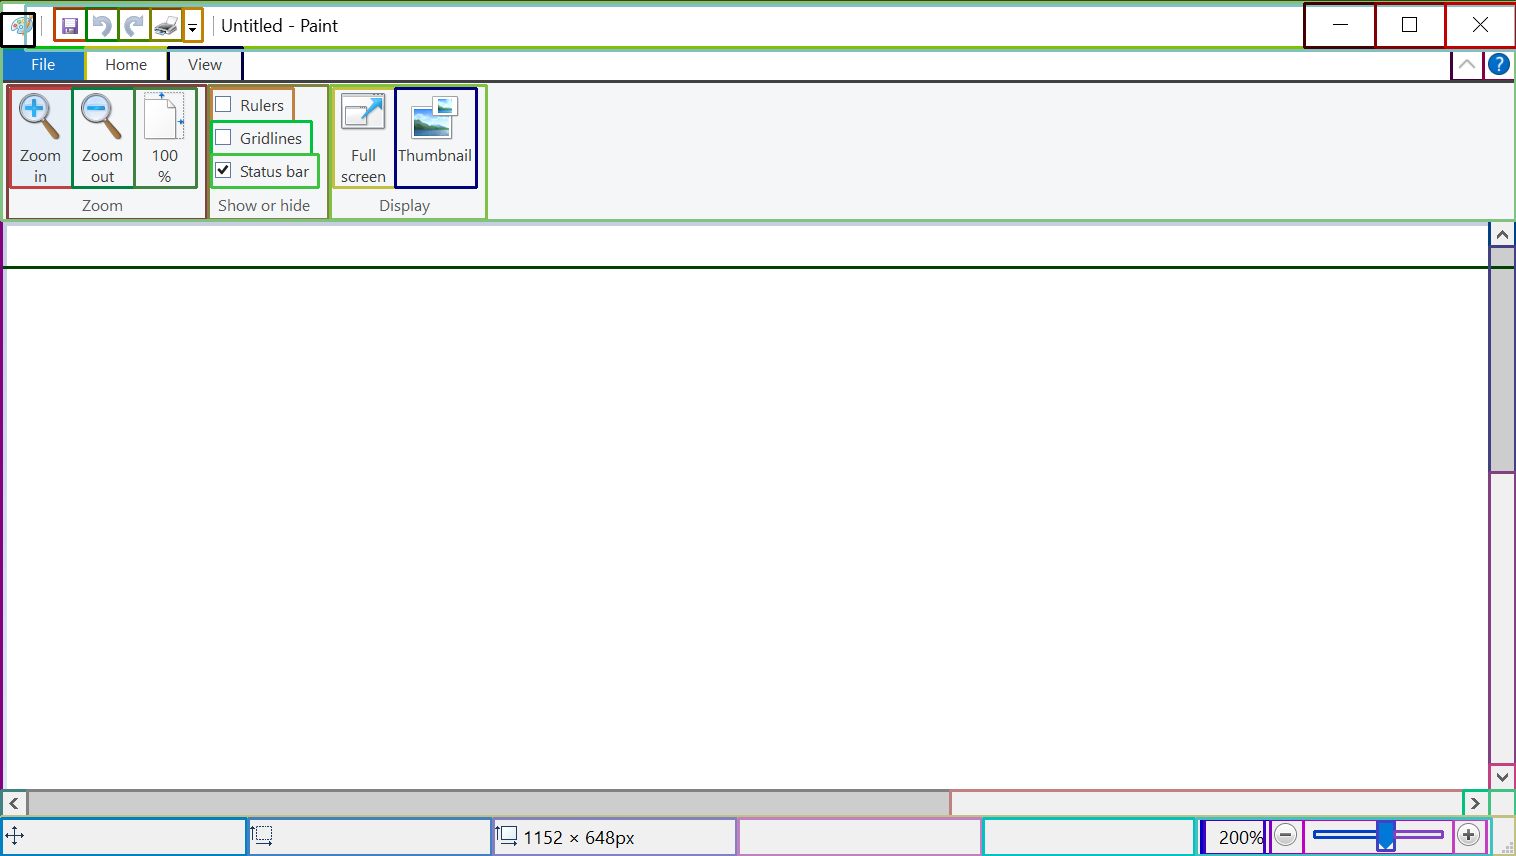 Untitled - Paint
File Home View
Zoom in
Zoom out
100 %
Zoom
Rulers
Gridlines
Status bar
Show or hide
Full screen
Thumbnail
Display
1152 × 648px
200%